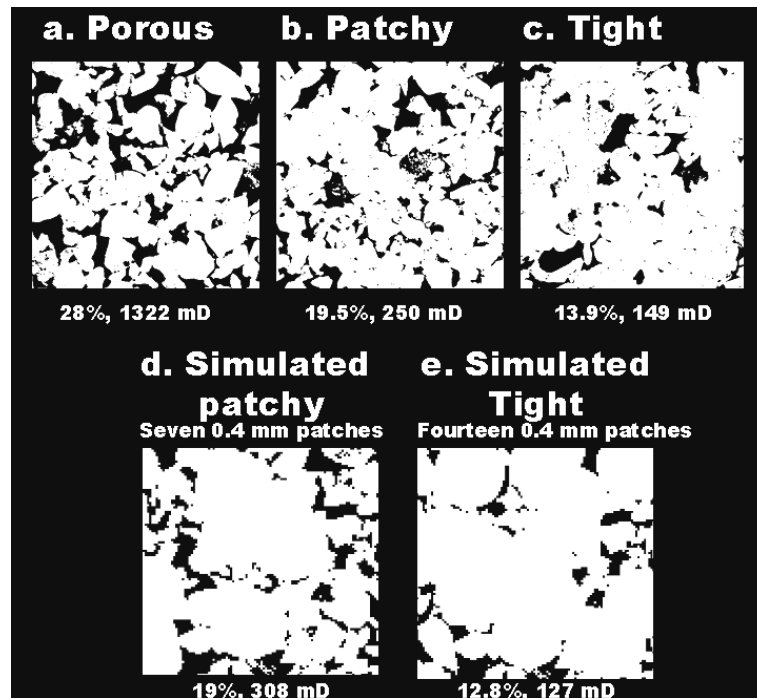 a. Porous
b. Patchy
c. Tight
28%, 1322 mD
19.5%, 250 mD
13.9%, 149 mD
d. Simulated
patchy
Seven 0.4 mm patches
e. Simulated
Tight
Fourteen 0.4 mm patches
19%, 308 mD
12.8%, 127 mD